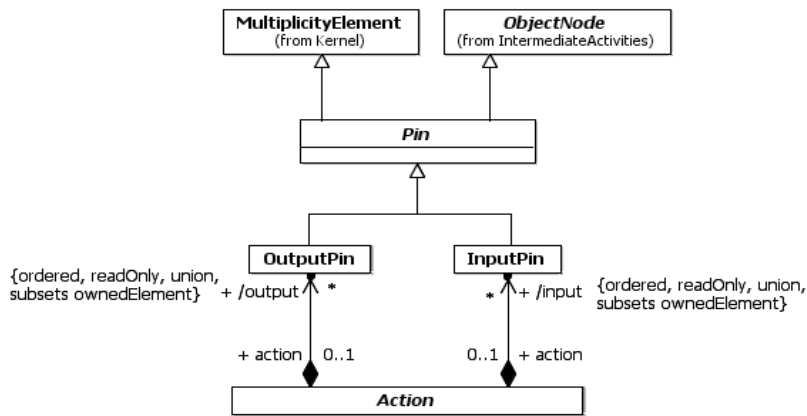 MultiplicityElement
(from Kernel)
ObjectNode
(from IntermediateActivities)
Pin
OutputPin
InputPin
{ordered, readOnly, union,
subsets ownedElement}
+ /output
*
*
+ /input
{ordered, readOnly, union,
subsets ownedElement}
+ action
0..1
0..1
+ action
Action